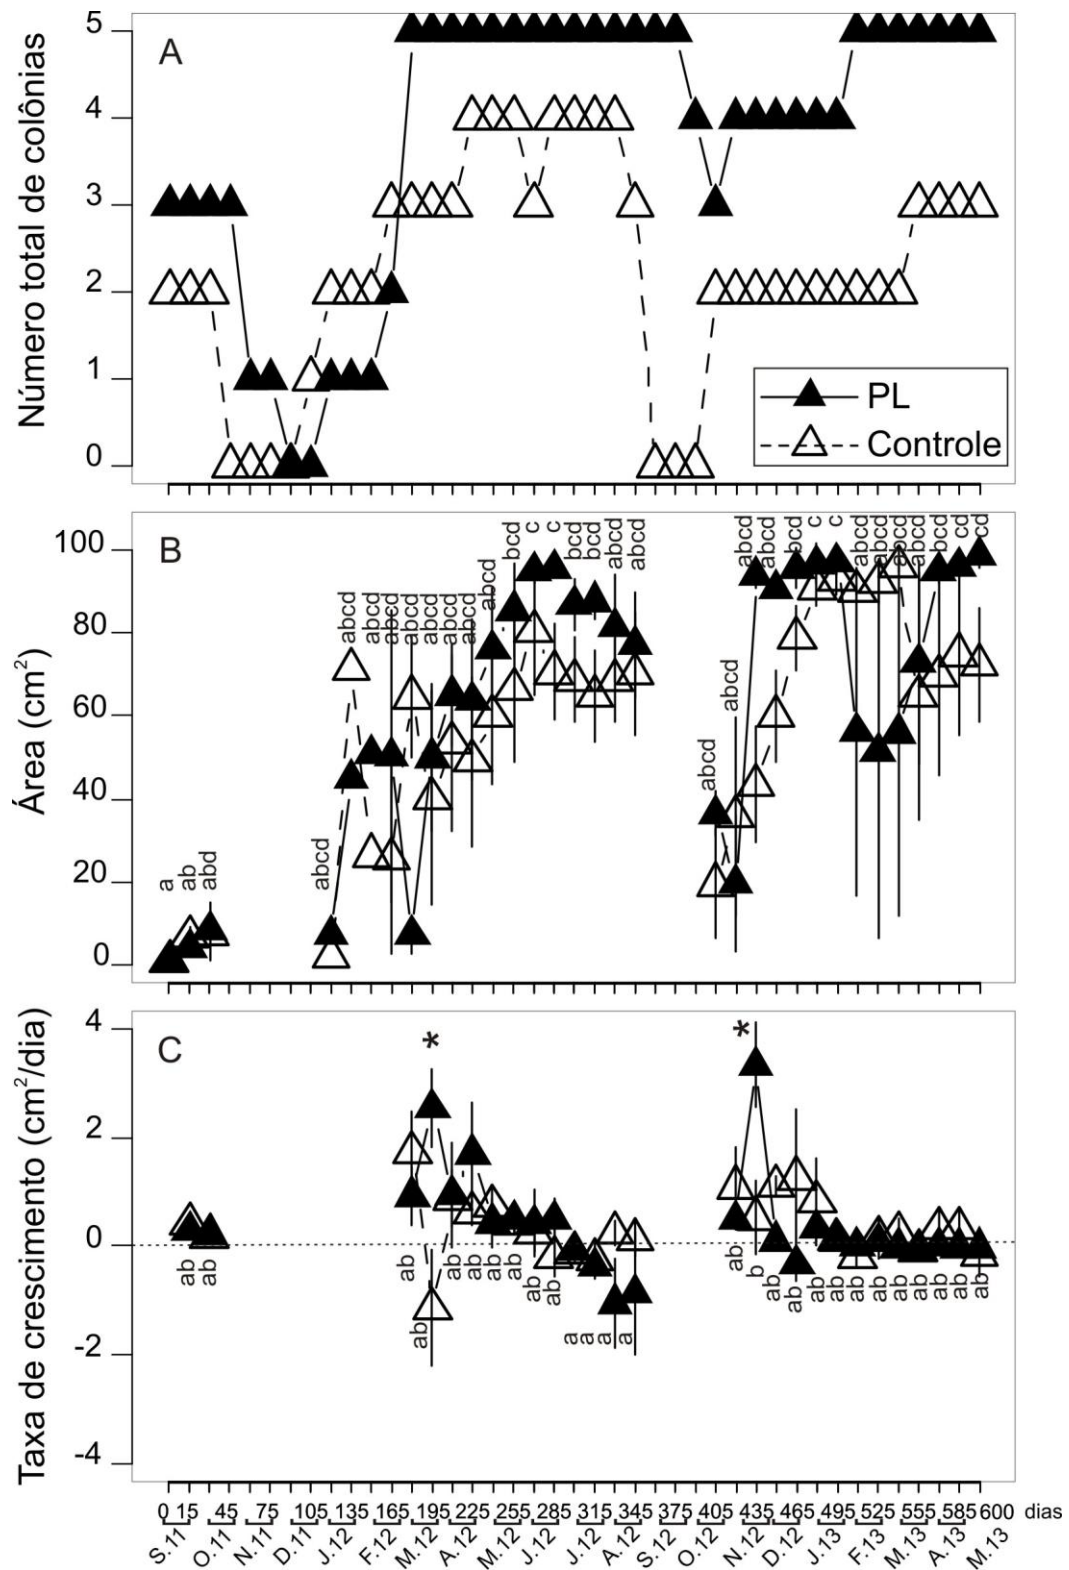 A
Número total de colônias
5
4
3
2
1
0
PL
Controle
B
Área (cm²)
100
80
60
40
20
0
a
ab
abd
abcd
abcd
abcd
abcd
abcd
abcd
abcd
abcd
abcd
bcd
c
c
bcd
bcd
abcd
abcd
abcd
abcd
abcd
abcd
bcd
c
c
abcd
abcd
abcd
abcd
bcd
cd
cd
C
Taxa de crescimento (cm²/dia)
4
2
0
-2
-4
*
*
ab
ab
ab
ab
ab
ab
ab
ab
ab
ab
a
a
a
a
ab
b
ab
ab
ab
ab
ab
ab
ab
ab
ab
ab
ab
0 15 45 75 105 135 165 195 225 255 285 315 345 375 405 435 465 495 525 555 585 600 dias
S.11 O.11 N.11 D.11 J.12 F.12 M.12 A.12 M.12 J.12 J.12 A.12 S.12 O.12 N.12 D.12 J.13 F.13 M.13 A.13 M.13